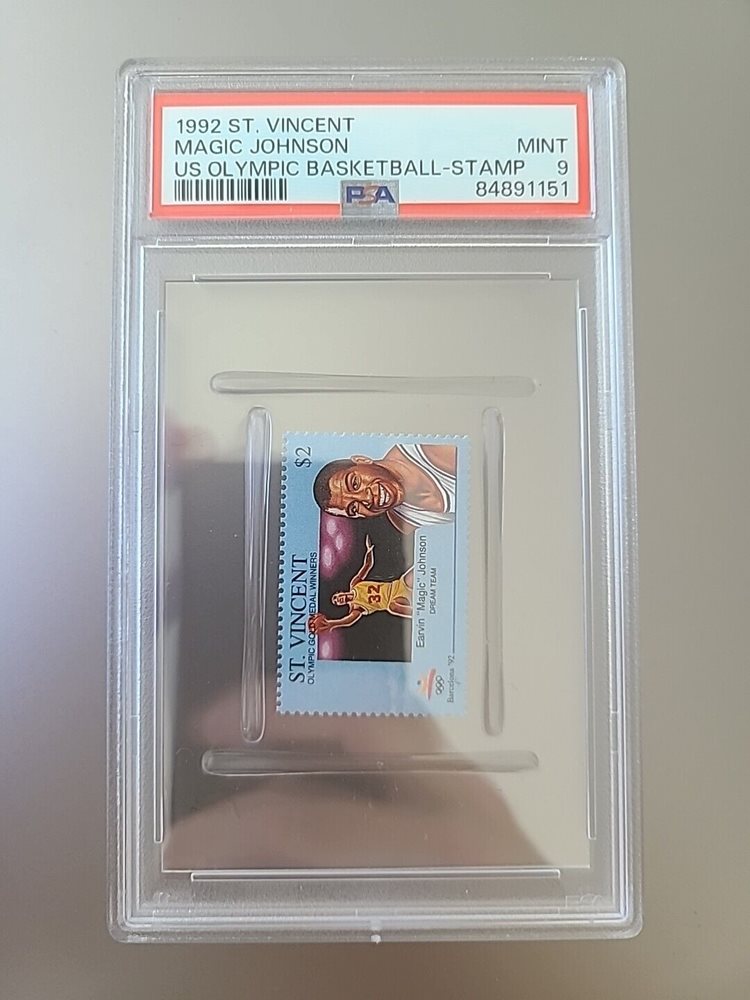 1992 ST. VINCENT
MAGIC JOHNSON MINT
US OLYMPIC BASKETBALL-STAMP 9
PSA 84891151
ST. VINCENT $2
OLYMPIC GOLD MEDAL WINNERS
32
Earvin "Magic" Johnson
DREAM TEAM
Barcelona '92